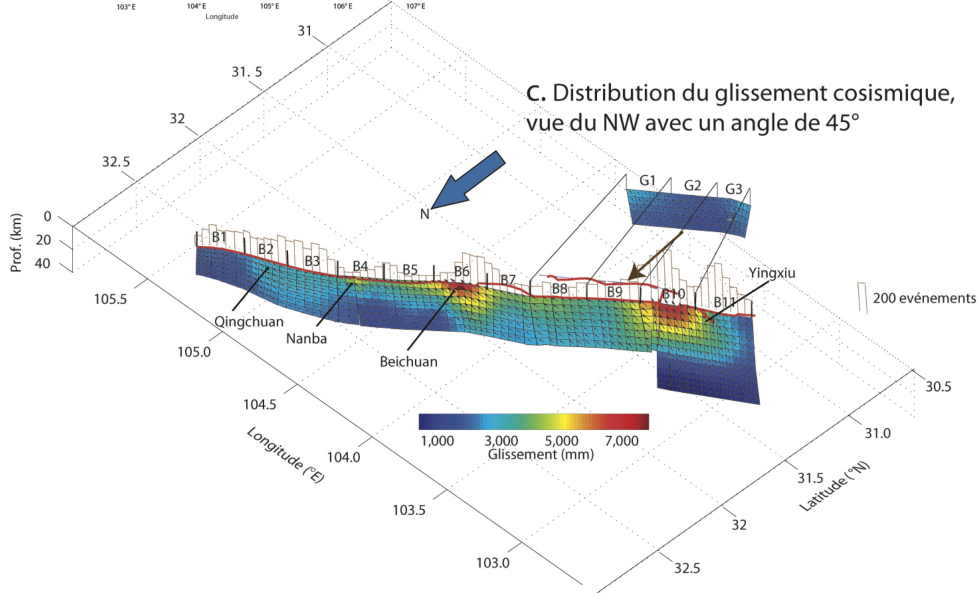 103°E 104°E 105°E 106°E 107°E
Longitude
31
31. 5
32
32.5
C. Distribution du glissement cosismique,
vue du NW avec un angle de 45°
G1 G2 G3
N
0
20
40
Prof. (km)
B1 B2 B3 B4 B5 B6 B7 B8 B9 B10 B11
Yingxiu
200 evénements
Qingchuan
Nanba
Beichuan
105.5
105.0
104.5
104.0
103.5
103.0
Longitude (°E)
1,000 3,000 5,000 7,000
Glissement (mm)
30.5
31.0
31.5
32
32.5
Latitude (°N)